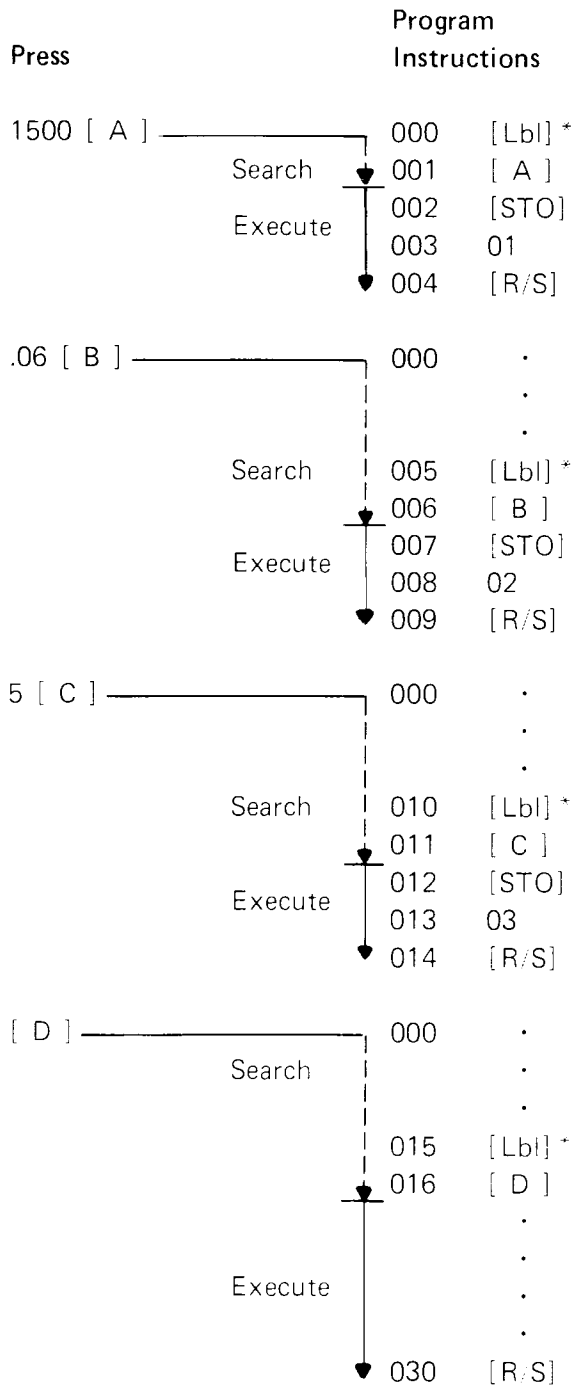 Program
Press Instructions
1500 [ A ] 000 [Lbl] *
Search 001 [ A ]
002 [STO]
Execute 003 01
004 [R/S]
.06 [ B ] 000 .
.
.
Search 005 [Lbl] *
006 [ B ]
007 [STO]
Execute 008 02
009 [R/S]
5 [ C ] 000 .
.
.
Search 010 [Lbl] *
011 [ C ]
012 [STO]
Execute 013 03
014 [R/S]
[ D ] 000 .
Search .
.
015 [Lbl] *
016 [ D ]
.
.
Execute .
.
030 [R/S]